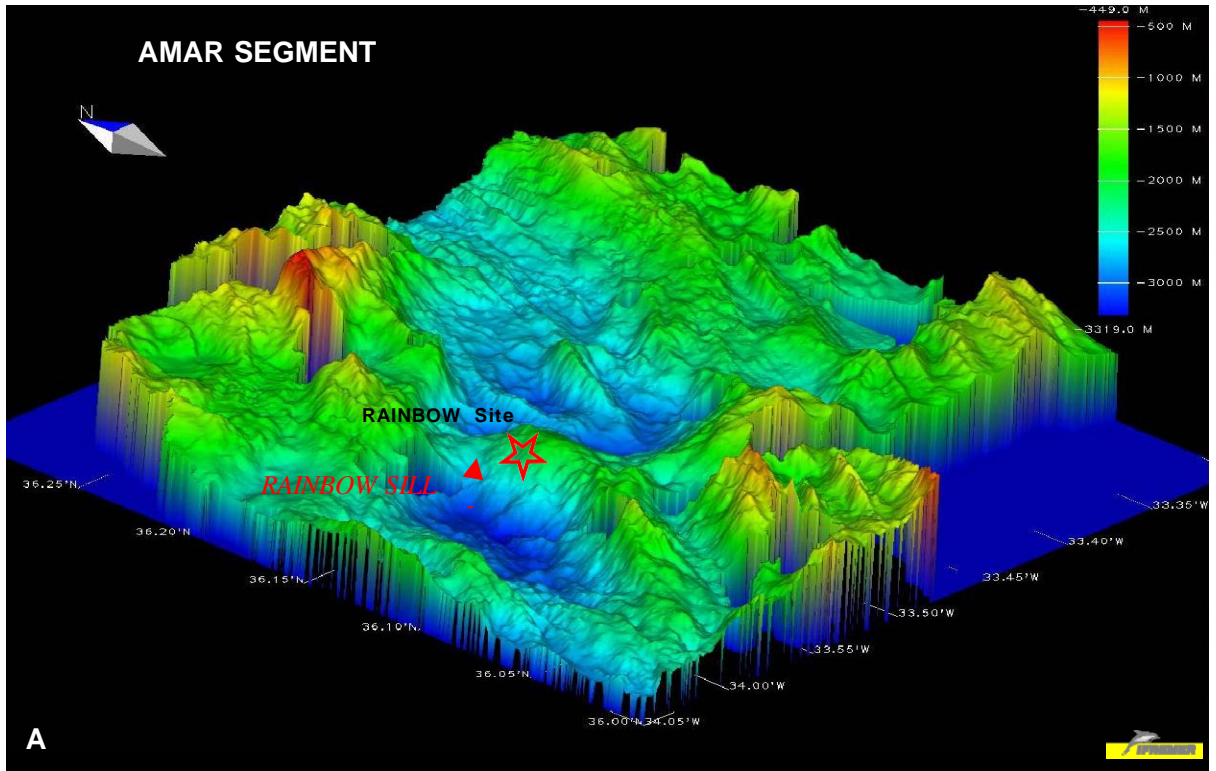 -449.0 M
-500 M
AMAR SEGMENT
N
-1000 M
-1500 M
-2000 M
-2500 M
-3000 M
-3319.0 M
RAINBOW Site
RAINBOW SILL
36.25'N
36.20'N
36.15'N
36.10'N
36.05'N
36.00'N
34.05'W
34.00'W
33.55'W
33.50'W
33.45'W
33.40'W
33.35'W
A
IFREMER